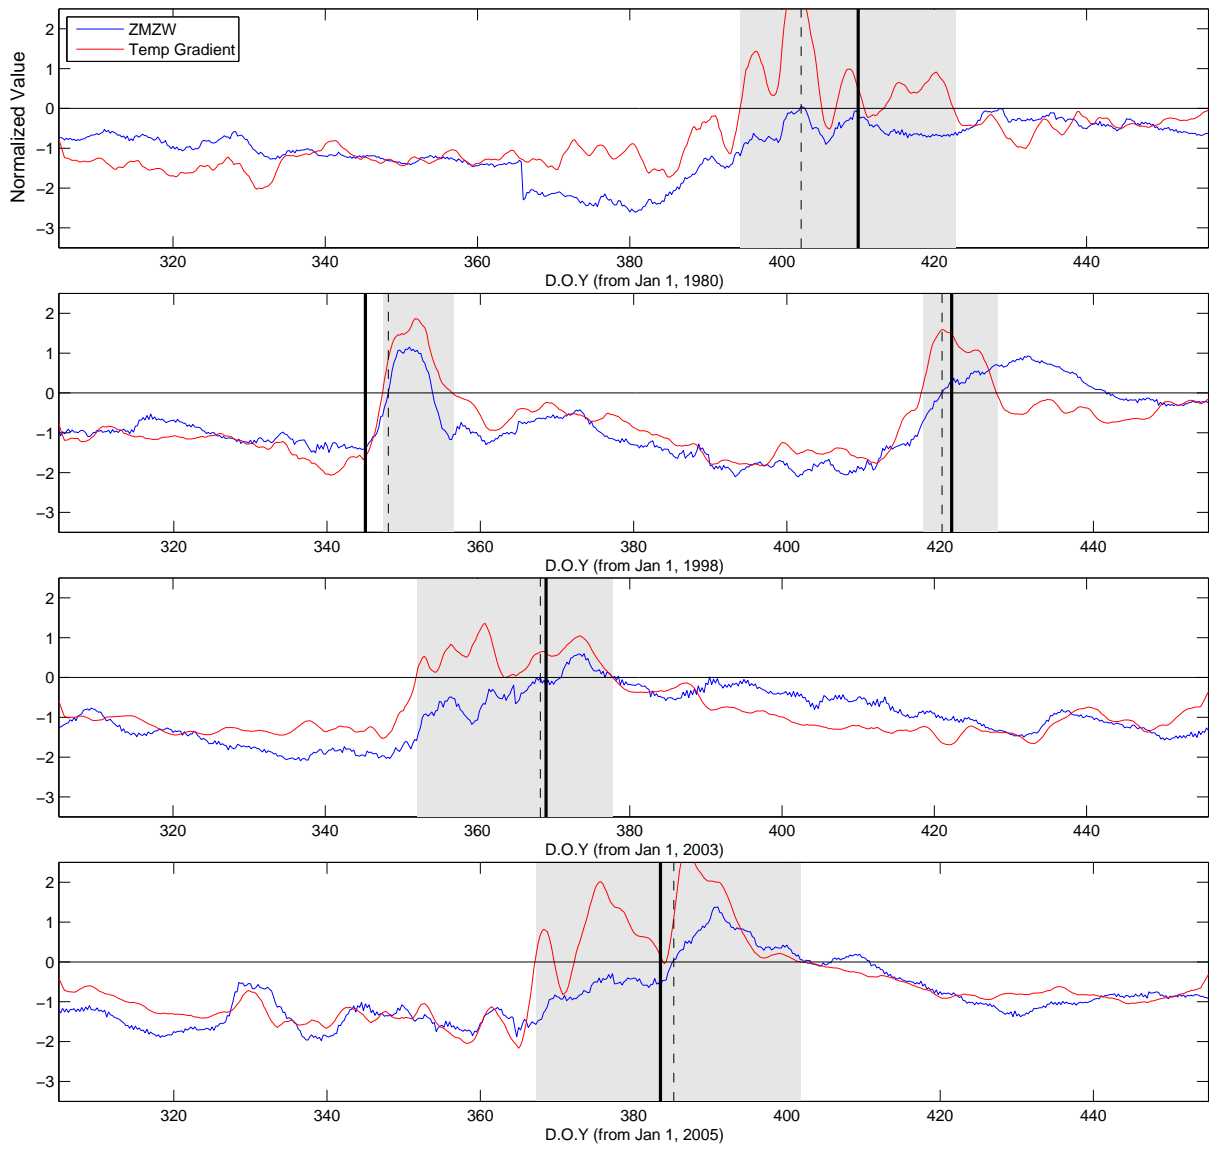 ZMZW
Temp Gradient
Normalized Value
2
1
0
−1
−2
−3
320 340 360 380 400 420 440
D.O.Y (from Jan 1, 1980)
2
1
0
−1
−2
−3
320 340 360 380 400 420 440
D.O.Y (from Jan 1, 1998)
2
1
0
−1
−2
−3
320 340 360 380 400 420 440
D.O.Y (from Jan 1, 2003)
2
1
0
−1
−2
−3
320 340 360 380 400 420 440
D.O.Y (from Jan 1, 2005)